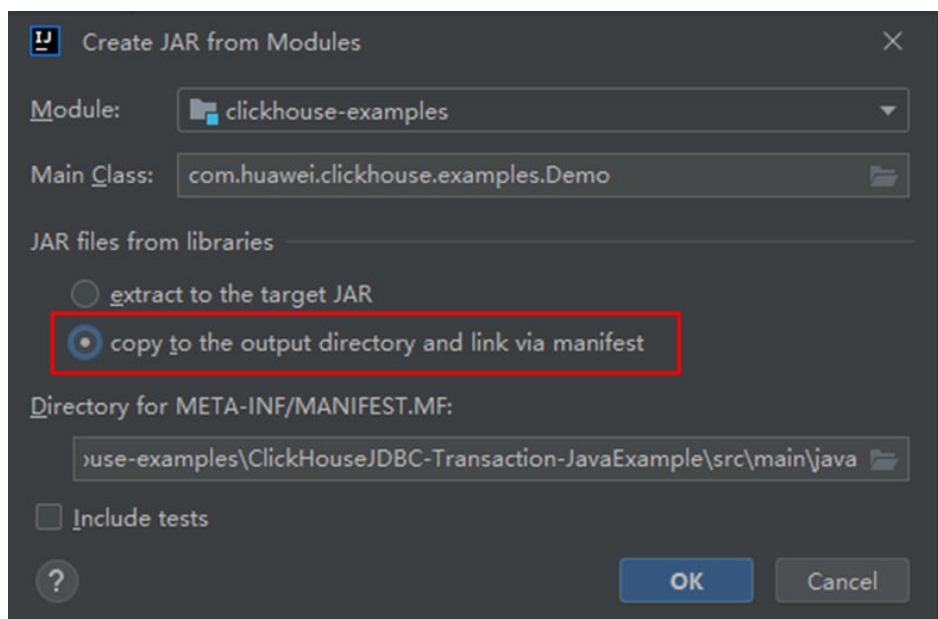 IJ Create JAR from Modules
Module: clickhouse-examples
Main Class: com.huawei.clickhouse.examples.Demo
JAR files from libraries
extract to the target JAR
copy to the output directory and link via manifest
Directory for META-INF/MANIFEST.MF:
ouse-examples\ClickHouseJDBC-Transaction-JavaExample\src\main\java
Include tests
? OK Cancel